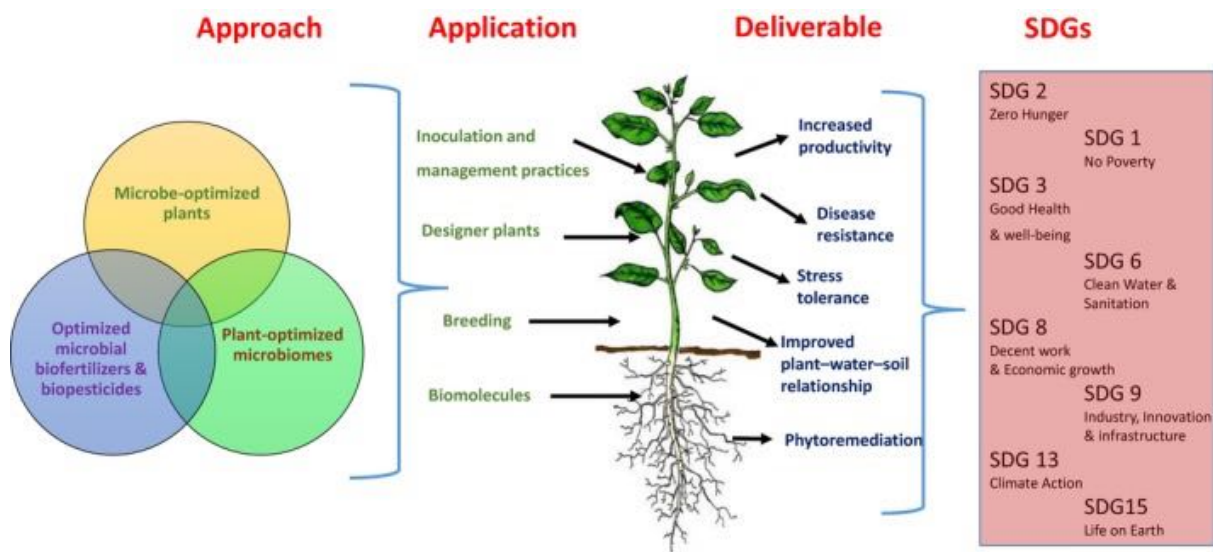 Approach
Application
Deliverable
SDGs
Microbe-optimized
plants
Optimized
microbial
biofertilizers &
biopesticides
Plant-optimized
microbiomes
Inoculation and
management practices
Designer plants
Breeding
Biomolecules
Increased
productivity
Disease
resistance
Stress
tolerance
Improved
plant–water–soil
relationship
Phytoremediation
SDG 2
Zero Hunger
SDG 1
No Poverty
SDG 3
Good Health
& well-being
SDG 6
Clean Water &
Sanitation
SDG 8
Decent work
& Economic growth
SDG 9
Industry, Innovation
& infrastructure
SDG 13
Climate Action
SDG15
Life on Earth